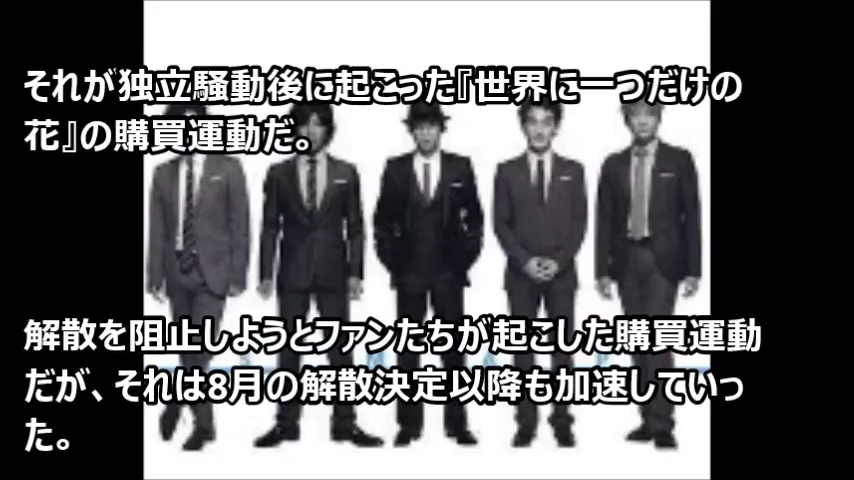 それが独立騒動後に起こった『世界に一つだけの
花』の購買運動だ。
解散を阻止しようとファンたちが起こした購買運動
だが、それは8月の解散決定以降も加速していっ
た。